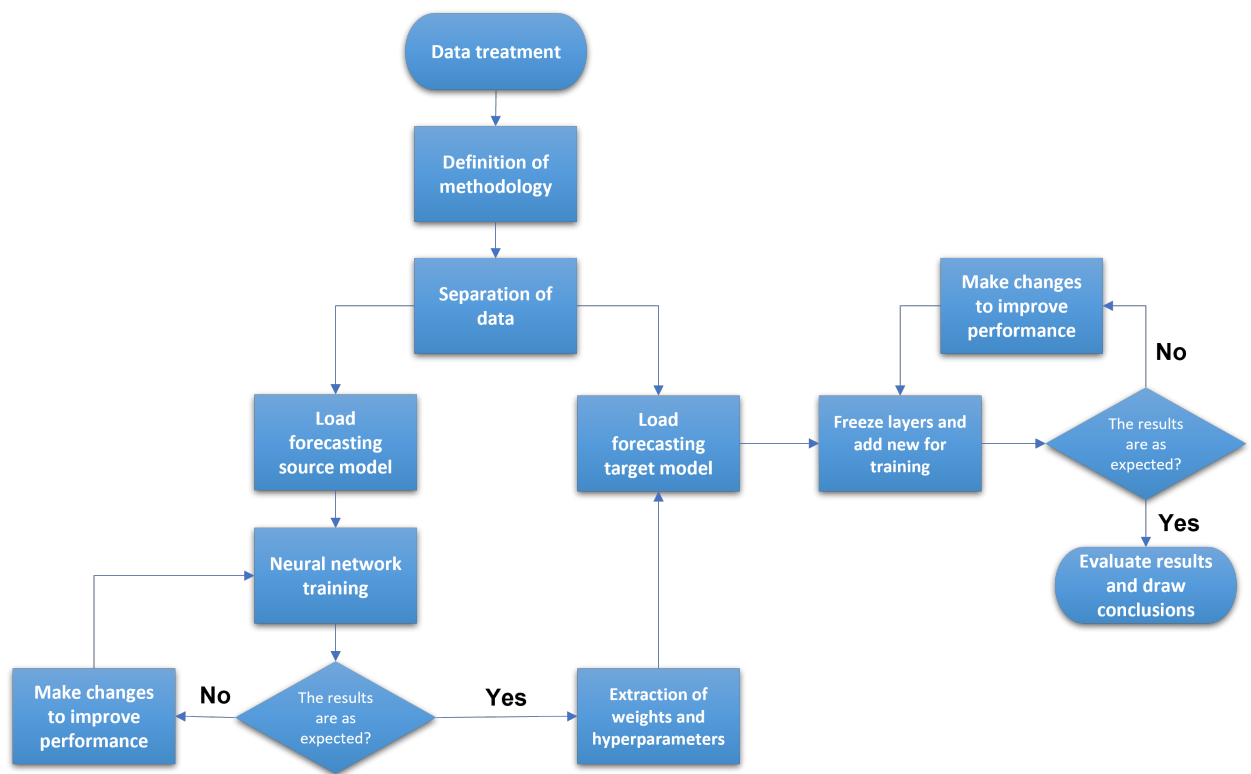 Data treatment
Definition of
methodology
Separation of
data
Make changes
to improve
performance
No
Load
forecasting
source model
Load
forecasting
target model
Freeze layers and
add new for
training
The results
are as
expected?
Yes
Evaluate results
and draw
conclusions
Neural network
training
Make changes
to improve
performance
No
The results
are as
expected?
Yes
Extraction of
weights and
hyperparameters